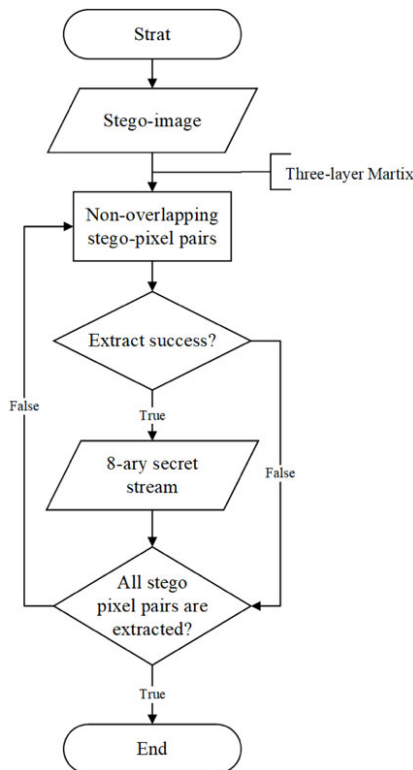 Strat
Stego-image
Three-layer Martix
Non-overlapping
stego-pixel pairs
Extract success?
True
False
False
8-ary secret
stream
All stego
pixel pairs are
extracted?
True
End